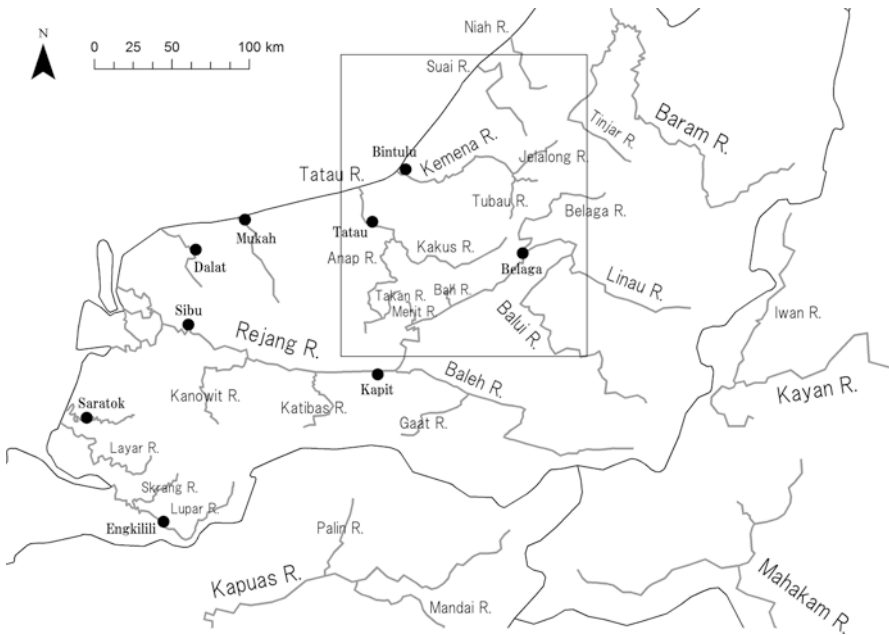 N
0 25 50 100 km
Niah R.
Suai R.
Tinjar R.
Baram R.
Bintulu
Kemena R.
Jelalong R.
Tatau R.
Tubau R.
Belaga R.
Mukah
Tatau
Dalat
Anap R.
Kakus R.
Belaga
Linau R.
Takan R.
Bah R.
Merit R.
Balui R.
Iwan R.
Sibu
Rejang R.
Kapit
Baleh R.
Kayan R.
Kanowit R.
Katibas R.
Saratok
Gaat R.
Layar R.
Skrang R.
Lupar R.
Engkilili
Palin R.
Kapuas R.
Mandai R.
Mahakam R.